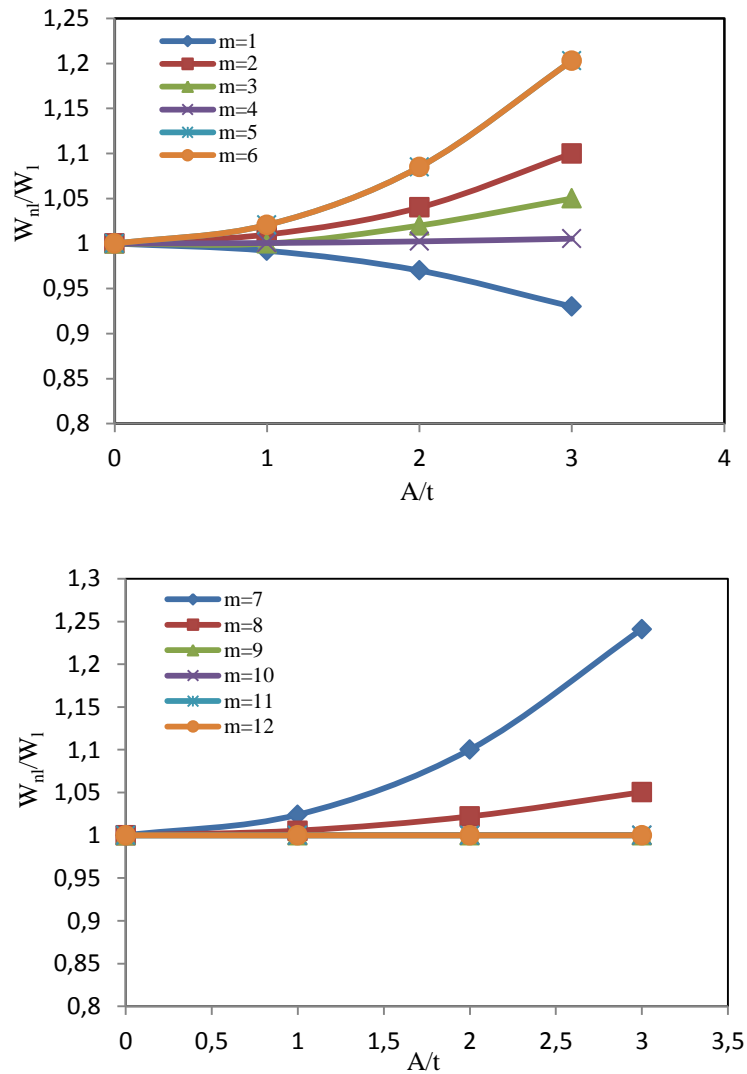 1,25
1,2
1,15
1,1
1,05
1
0,95
0,9
0,85
0,8
W_nl/W_l
m=1
m=2
m=3
m=4
m=5
m=6
0 1 2 3 4
A/t
1,3
1,25
1,2
1,15
1,1
1,05
1
0,95
0,9
0,85
0,8
W_nl/W_l
m=7
m=8
m=9
m=10
m=11
m=12
0 0,5 1 1,5 2 2,5 3 3,5
A/t